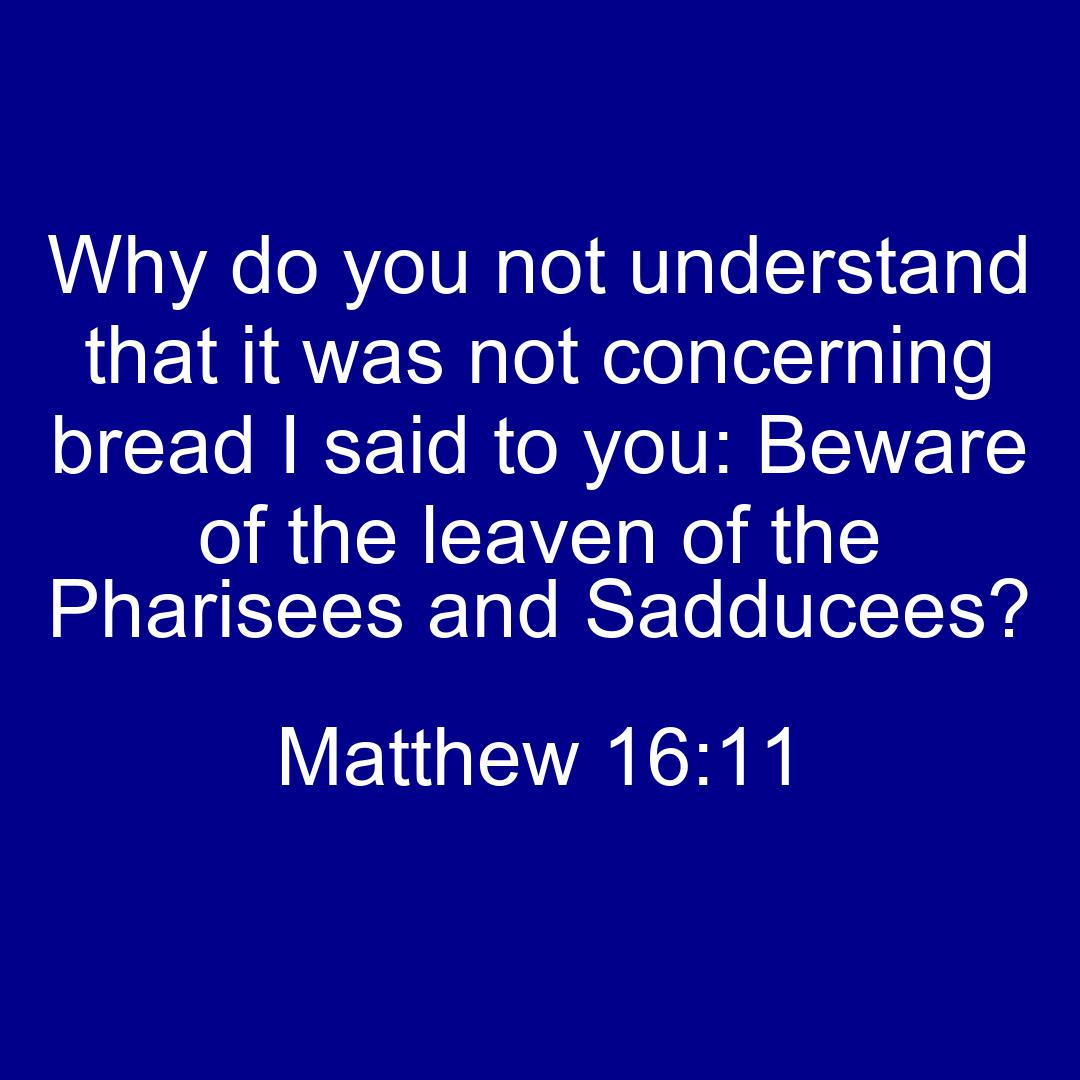 Why do you not understand
that it was not concerning
bread I said to you: Beware
of the leaven of the
Pharisees and Sadducees?
Matthew 16:11